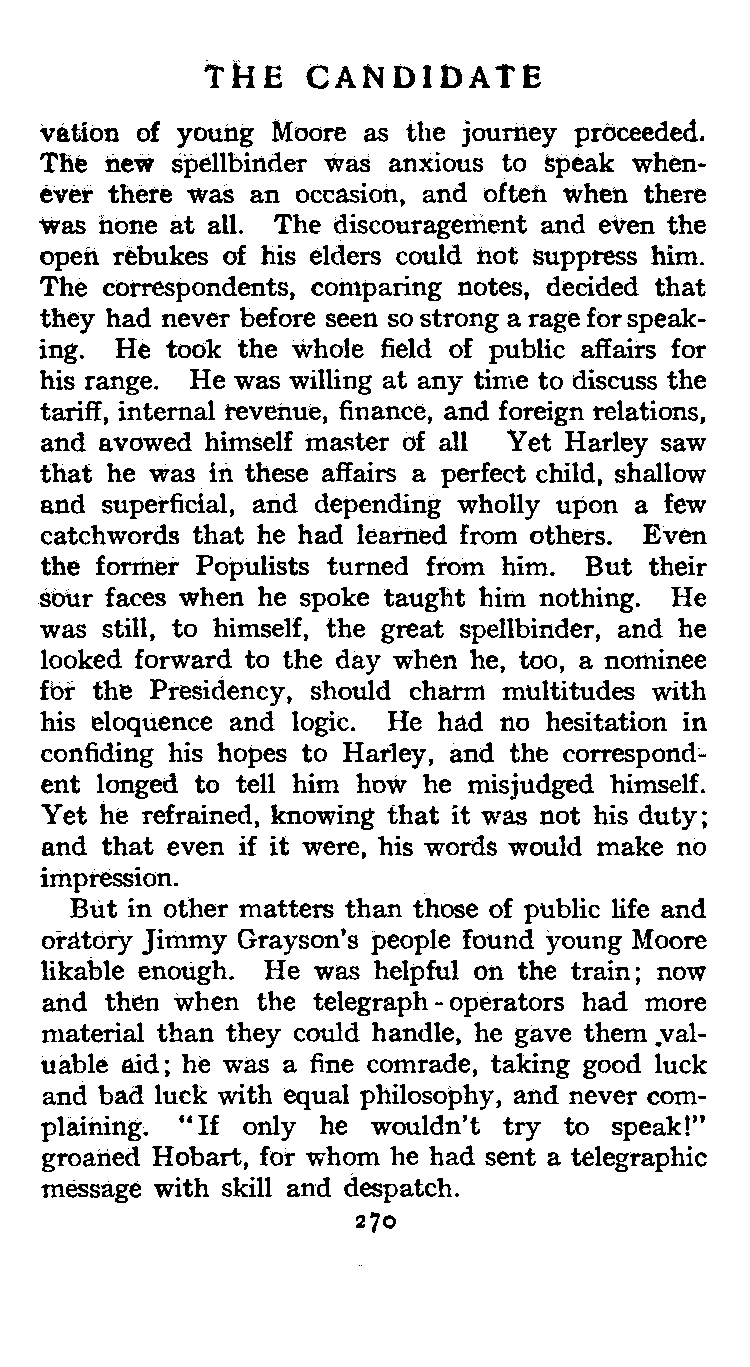 THE CANDIDATE
vation of young Moore as the journey proceeded.
The new spellbinder was anxious to speak when-
ever there was an occasion, and often when there
was none at all. The discouragement and even the
open rebukes of his elders could not suppress him.
The correspondents, comparing notes, decided that
they had never before seen so strong a rage for speak-
ing. He took the whole field of public affairs for
his range. He was willing at any time to discuss the
tariff, internal revenue, finance, and foreign relations,
and avowed himself master of all Yet Harley saw
that he was in these affairs a perfect child, shallow
and superficial, and depending wholly upon a few
catchwords that he had learned from others. Even
the former Populists turned from him. But their
sour faces when he spoke taught him nothing. He
was still, to himself, the great spellbinder, and he
looked forward to the day when he, too, a nominee
for the Presidency, should charm multitudes with
his eloquence and logic. He had no hesitation in
confiding his hopes to Harley, and the correspond-
ent longed to tell him how he misjudged himself.
Yet he refrained, knowing that it was not his duty;
and that even if it were, his words would make no
impression.
But in other matters than those of public life and
oratory Jimmy Grayson's people found young Moore
likable enough. He was helpful on the train; now
and then when the telegraph-operators had more
material than they could handle, he gave them val-
uable aid; he was a fine comrade, taking good luck
and bad luck with equal philosophy, and never com-
plaining. "If only he wouldn't try to speak!"
groaned Hobart, for whom he had sent a telegraphic
message with skill and despatch.
270